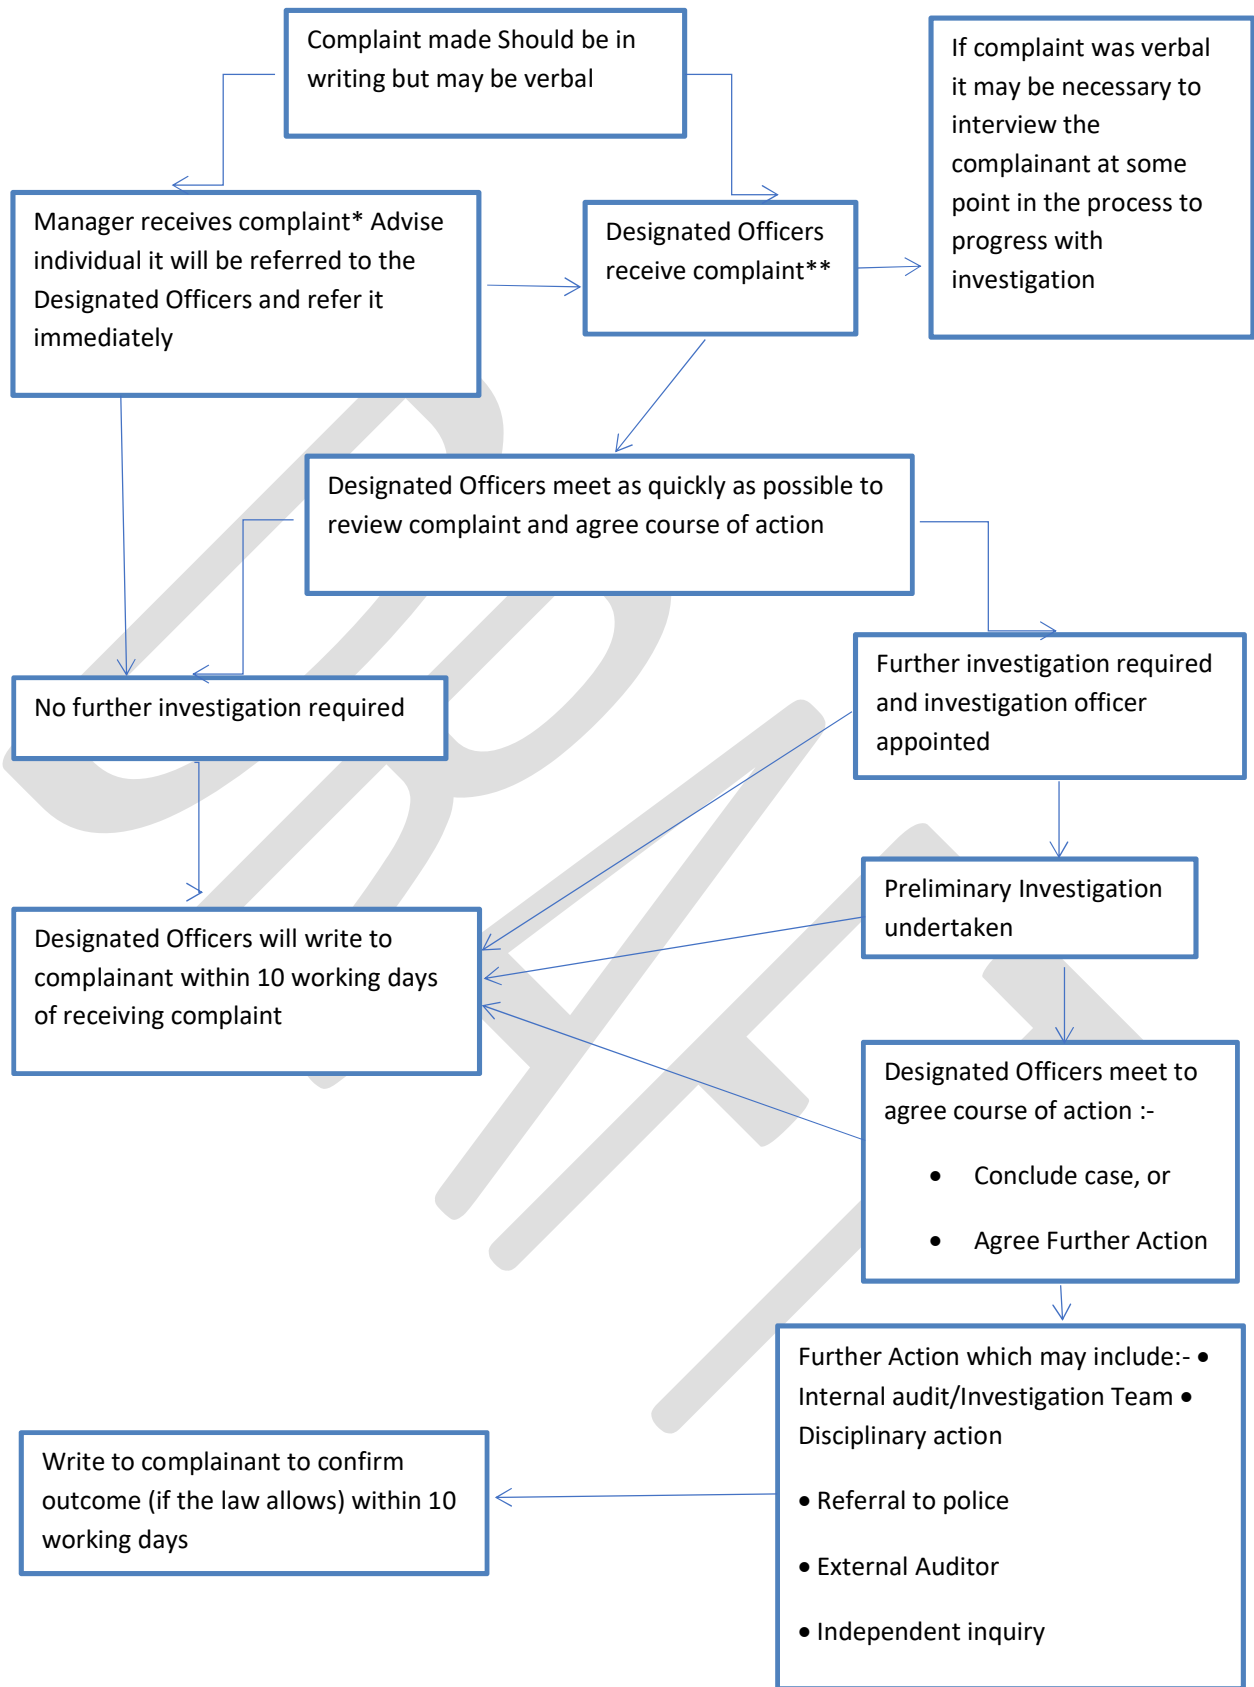 Complaint made Should be in
writing but may be verbal
If complaint was verbal
it may be necessary to
interview the
complainant at some
point in the process to
progress with
investigation
Manager receives complaint* Advise
individual it will be referred to the
Designated Officers and refer it
immediately
Designated Officers
receive complaint**
Designated Officers meet as quickly as possible to
review complaint and agree course of action
No further investigation required
Further investigation required
and investigation officer
appointed
Preliminary Investigation
undertaken
Designated Officers will write to
complainant within 10 working days
of receiving complaint
Designated Officers meet to
agree course of action :-
• Conclude case, or
• Agree Further Action
Further Action which may include:- •
Internal audit/Investigation Team •
Disciplinary action
• Referral to police
• External Auditor
• Independent inquiry
Write to complainant to confirm
outcome (if the law allows) within 10
working days
DRAFT